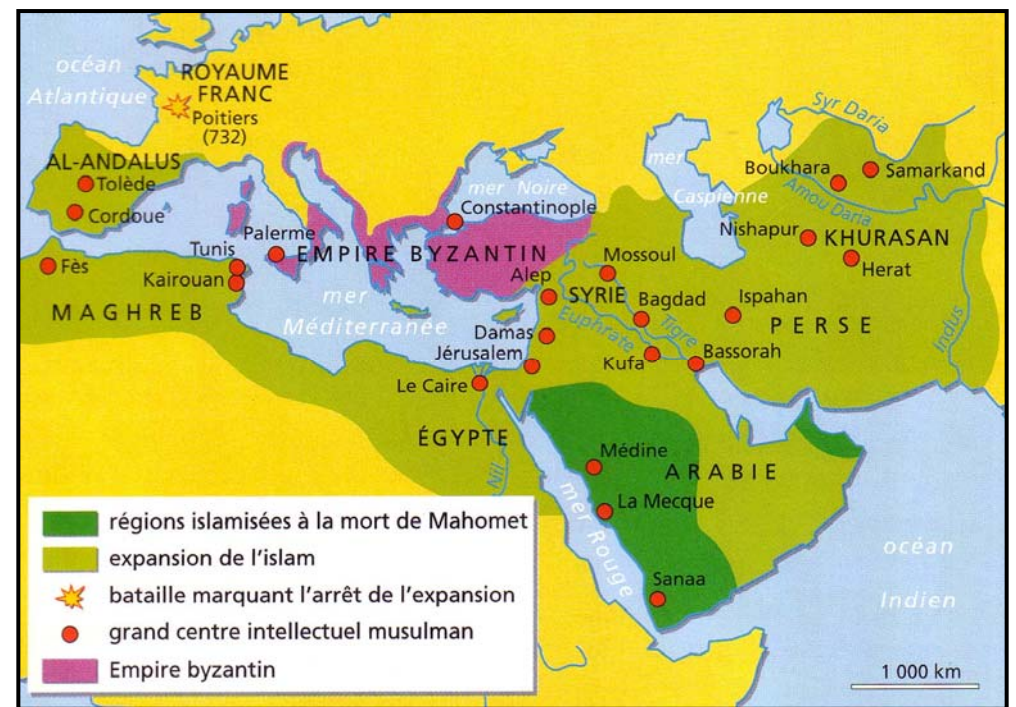 océan
Atlantique
ROYAUME
FRANC
Poitiers
(732)
AL-ANDALUS
Tolède
Cordoue
Fès
MAGHREB
Tunis
Kairouan
Palerme
mer
Méditerranée
EMPIRE BYZANTIN
mer Noire
Constantinople
mer
Caspienne
Syr Daria
Boukhara
Samarkand
Amou Daria
Nishapur
KHURASAN
Herat
Mossoul
Alep
SYRIE
Bagdad
Ispahan
PERSE
Euphrate
Tigre
Indus
Damas
Jérusalem
Kufa
Bassorah
Le Caire
ÉGYPTE
Nil
Médine
ARABIE
La Mecque
mer Rouge
Sanaa
océan
Indien
régions islamisées à la mort de Mahomet
expansion de l'islam
bataille marquant l'arrêt de l'expansion
grand centre intellectuel musulman
Empire byzantin
1 000 km